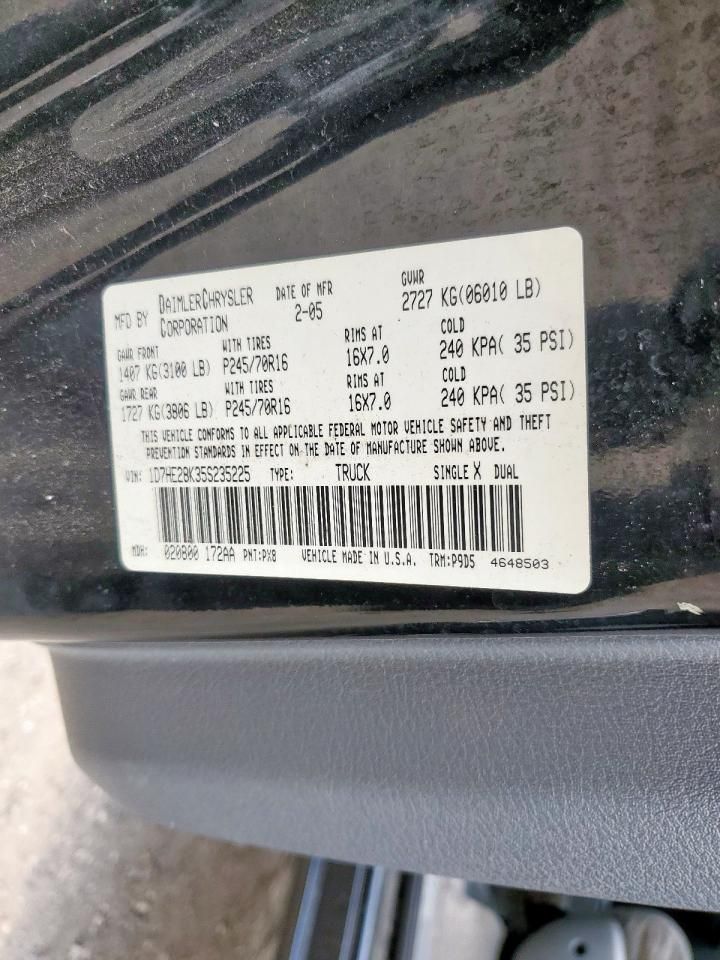 MFD BY DAIMLERCHRYSLER CORPORATION DATE OF MFR 2-05 GVWR 2727 KG(06010 LB)
GAWR FRONT WITH TIRES RIMS AT COLD
1407 KG(3100 LB) P245/70R16 16X7.0 240 KPA( 35 PSI)
GAWR REAR WITH TIRES RIMS AT COLD
1727 KG(3806 LB) P245/70R16 16X7.0 240 KPA( 35 PSI)
THIS VEHICLE CONFORMS TO ALL APPLICABLE FEDERAL MOTOR VEHICLE SAFETY AND THEFT
PREVENTION STANDARDS IN EFFECT ON THE DATE OF MANUFACTURE SHOWN ABOVE.
VIN: 1D7HE28K35S235225 TYPE: TRUCK SINGLE X DUAL
MDH: 020800 172AA PNT:PX8 VEHICLE MADE IN U.S.A. TRM:P9D5 4648503